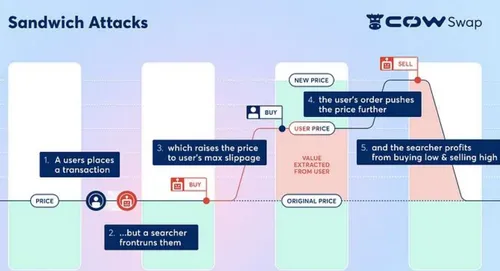 Sandwich Attacks
COW Swap
SELL
NEW PRICE
4. the user's order pushes
the price further
BUY
3. which raises the price
to user's max slippage
USER PRICE
1. A users places
a transaction
5. and the searcher profits
from buying low & selling high
VALUE
EXTRACTED
FROM USER
BUY
PRICE
ORIGINAL PRICE
2. ...but a searcher
frontruns them